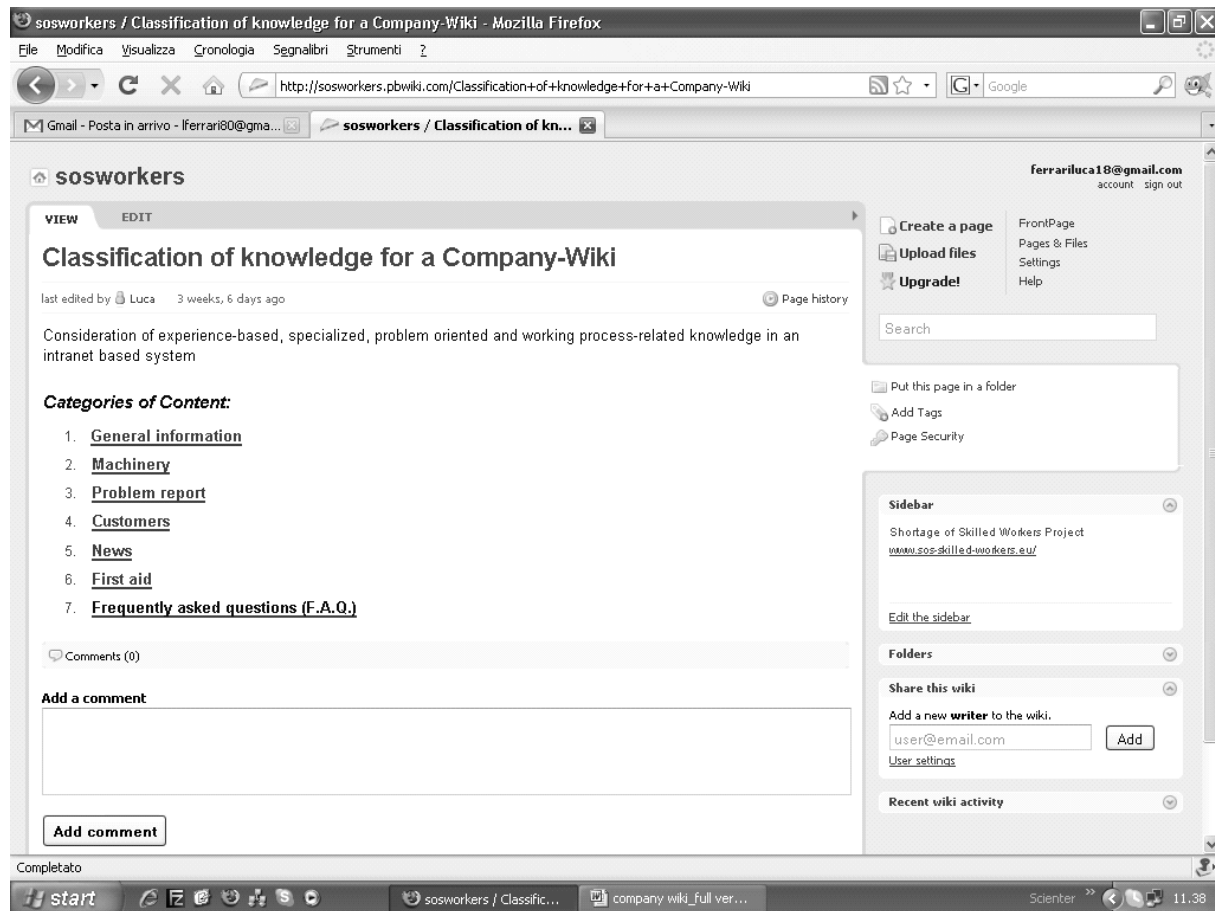 sosworkers / Classification of knowledge for a Company-Wiki - Mozilla Firefox
File Modifica Visualizza Cronologia Segnalibri Strumenti ?
http://sosworkers.pbwiki.com/Classification+of+knowledge+for+a+Company-Wiki
G Google
Gmail - Posta in arrivo - lferrari80@gma...
sosworkers / Classification of kn...
sosworkers
ferrariluca18@gmail.com
account sign out
VIEW EDIT
Classification of knowledge for a Company-Wiki
last edited by Luca 3 weeks, 6 days ago
Page history
Consideration of experience-based, specialized, problem oriented and working process-related knowledge in an
intranet based system
Categories of Content:
1. General information
2. Machinery
3. Problem report
4. Customers
5. News
6. First aid
7. Frequently asked questions (F.A.Q.)
Comments (0)
Add a comment
Add comment
Create a page
Upload files
Upgrade!
FrontPage
Pages & Files
Settings
Help
Search
Put this page in a folder
Add Tags
Page Security
Sidebar
Shortage of Skilled Workers Project
www.sos-skilled-workers.eu/
Edit the sidebar
Folders
Share this wiki
Add a new writer to the wiki.
user@email.com
Add
User settings
Recent wiki activity
Completato
start
sosworkers / Classific...
company wiki_full ver...
Scienter »
11.38